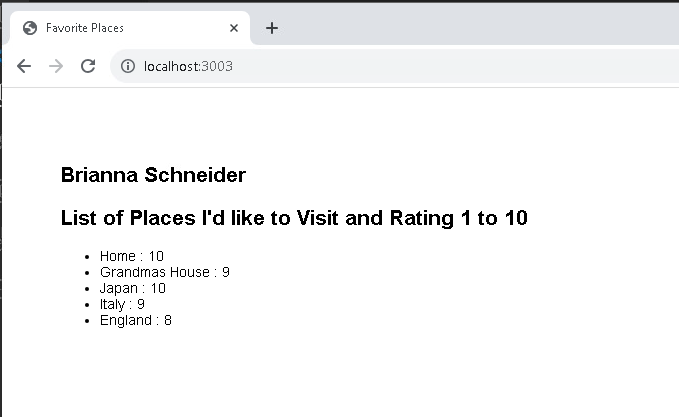 Favorite Places
localhost:3003
Brianna Schneider
List of Places I'd like to Visit and Rating 1 to 10
Home : 10
Grandmas House : 9
Japan : 10
Italy : 9
England : 8